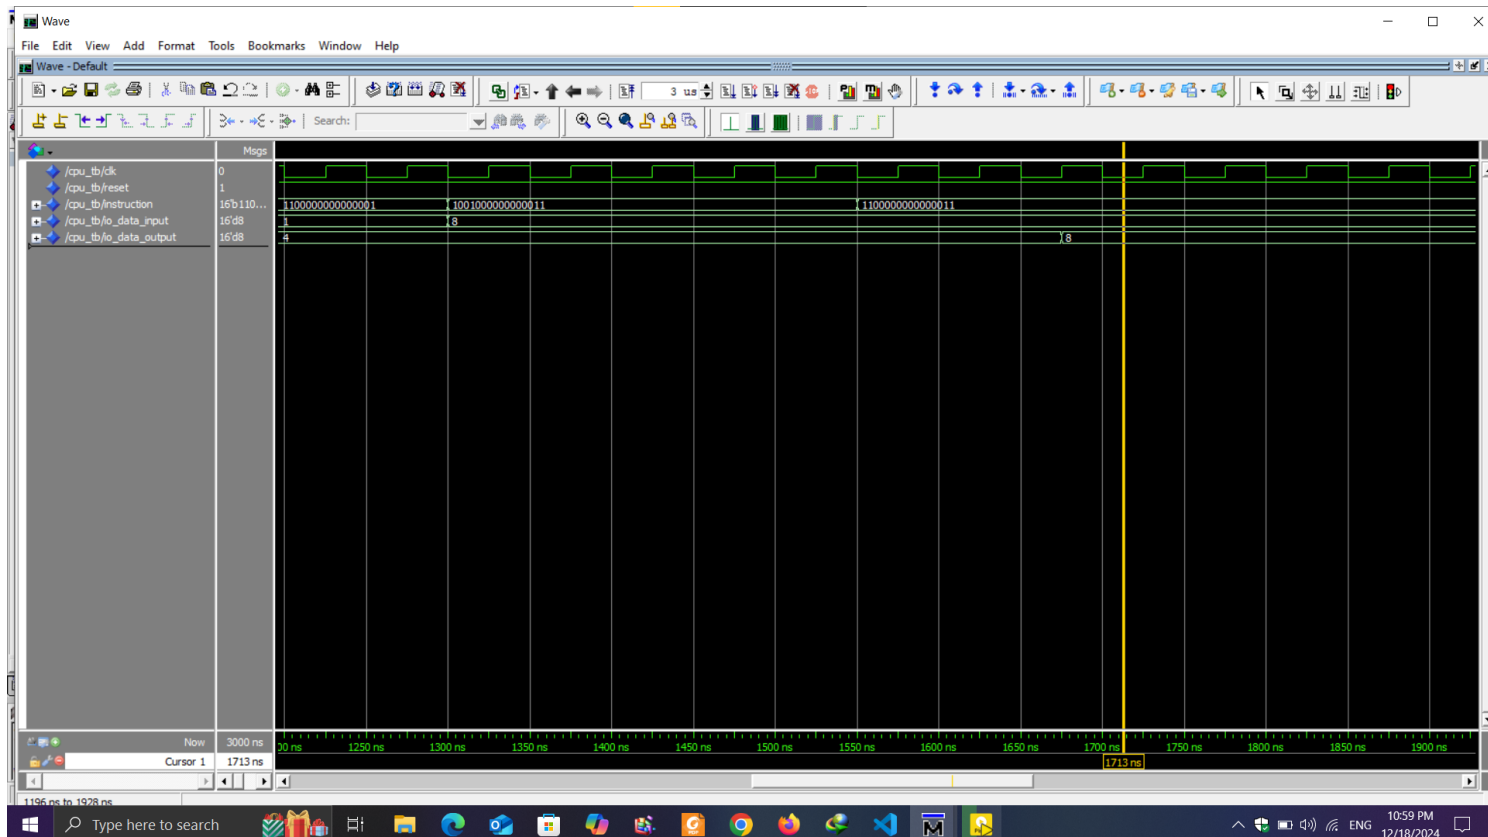 Wave
File Edit View Add Format Tools Bookmarks Window Help
Wave - Default
3 us
Search:
Msgs
/cpu_tb/clk 0
/cpu_tb/reset 1
/cpu_tb/instruction 16'b110... 1100000000000001 1001000000000011 1100000000000011
/cpu_tb/io_data_input 16'd8 1 8
/cpu_tb/io_data_output 16'd8 4 8
Now 3000 ns 00 ns 1250 ns 1300 ns 1350 ns 1400 ns 1450 ns 1500 ns 1550 ns 1600 ns 1650 ns 1700 ns 1750 ns 1800 ns 1850 ns 1900 ns
Cursor 1 1713 ns 1713 ns
1196 ns to 1928 ns
Type here to search ENG 10:59 PM
12/18/2024